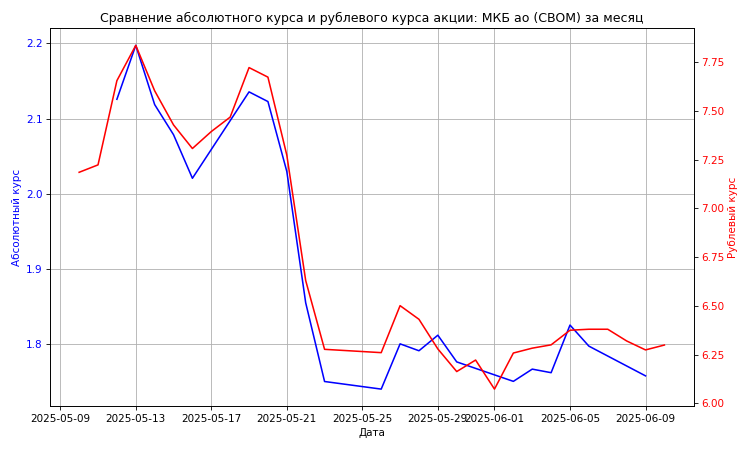 Сравнение абсолютного курса и рублевого курса акции: МКБ ао (CBOM) за месяц
2.2
2.1
2.0
1.9
1.8
Абсолютный курс
7.75
7.50
7.25
7.00
6.75
6.50
6.25
6.00
Рублевый курс
2025-05-09 2025-05-13 2025-05-17 2025-05-21 2025-05-25 2025-05-29 2025-06-01 2025-06-05 2025-06-09
Дата